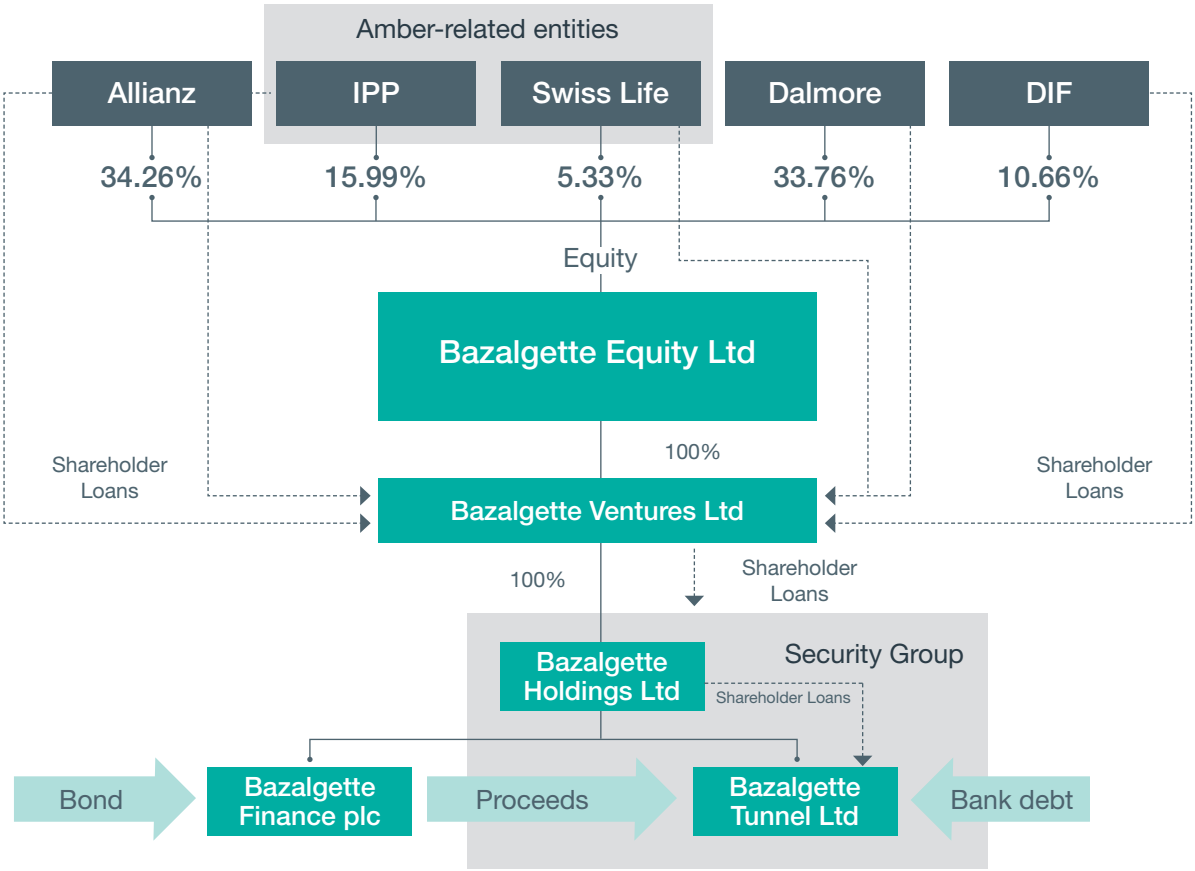 Amber-related entities
Allianz
IPP
Swiss Life
Dalmore
DIF
34.26%
15.99%
5.33%
33.76%
10.66%
Equity
Bazalgette Equity Ltd
100%
Shareholder
Loans
Shareholder
Loans
Bazalgette Ventures Ltd
100%
Shareholder
Loans
Security Group
Bazalgette
Holdings Ltd
Shareholder Loans
Bond
Bazalgette
Finance plc
Proceeds
Bazalgette
Tunnel Ltd
Bank debt